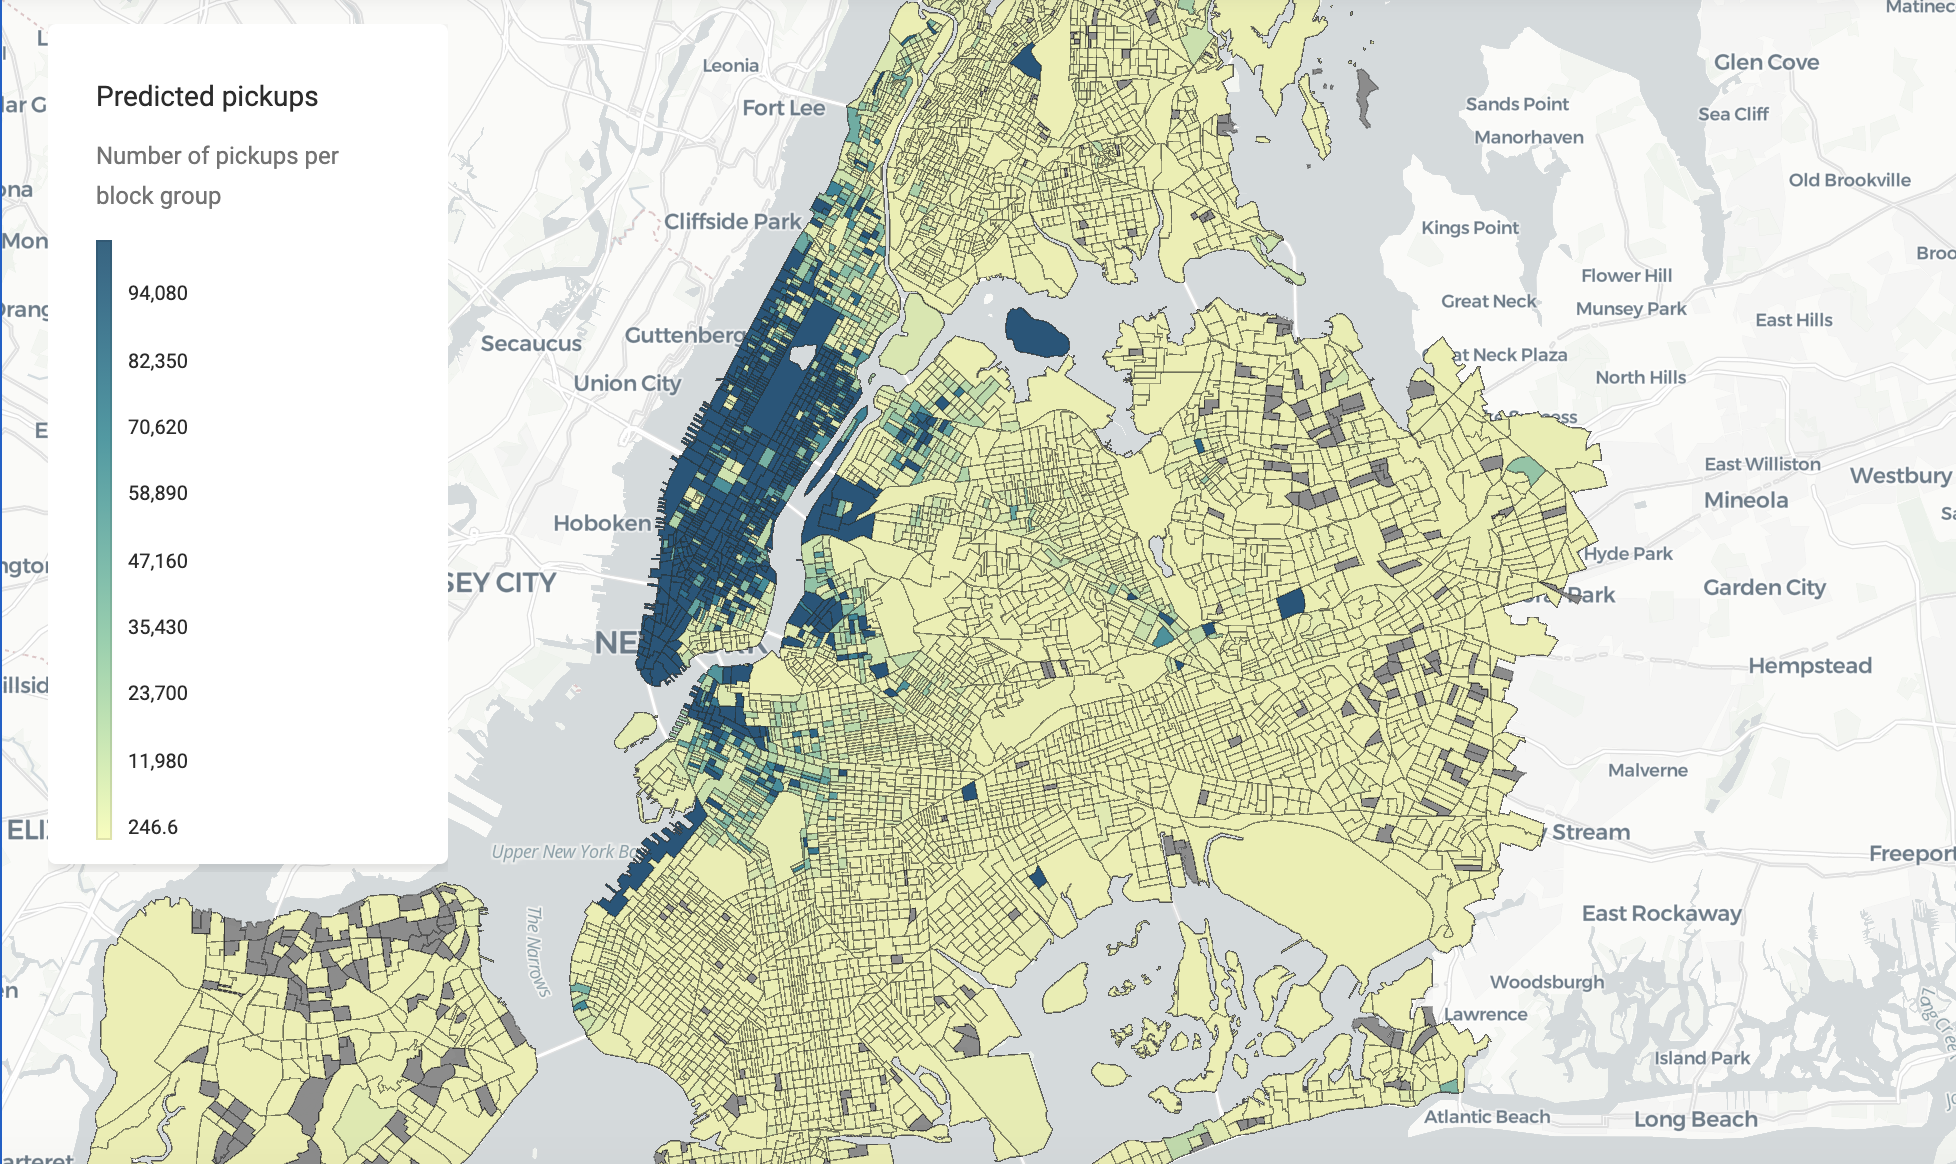 Predicted pickups
Number of pickups per
block group
94,080
82,350
70,620
58,890
47,160
35,430
23,700
11,980
246.6
Leonia
Fort Lee
Cliffside Park
Secaucus
Guttenberg
Union City
Hoboken
SEY CITY
NE
Upper New York B
The Narrows
ELI
Mon
ona
lar G
illsid
ngton
arteret
Matinec
Glen Cove
Sands Point
Sea Cliff
Manorhaven
Old Brookville
Kings Point
Broo
Flower Hill
Great Neck
Munsey Park
East Hills
at Neck Plaza
North Hills
East Williston
Westbury
Mineola
Hyde Park
Park
Garden City
Hempstead
Malverne
Stream
Freeport
East Rockaway
Woodsburgh
Lawrence
Island Park
Atlantic Beach
Long Beach